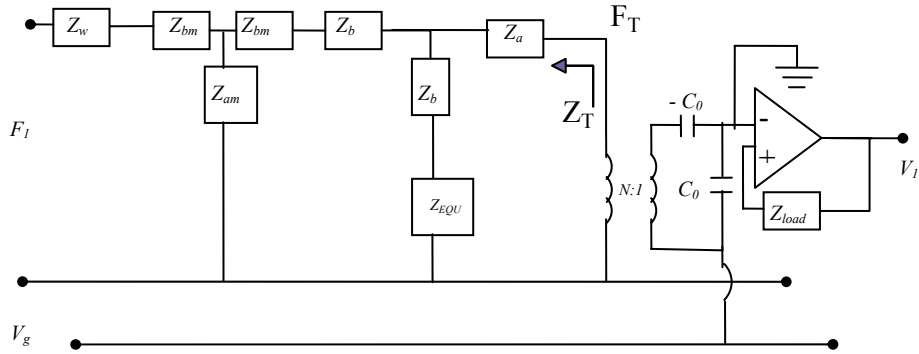 Z_w
Z_bm
Z_bm
Z_b
Z_a
F_T
Z_am
Z_b
Z_T
- C_0
-
F_1
+
V_1
Z_EQU
N:1
C_0
Z_load
V_g